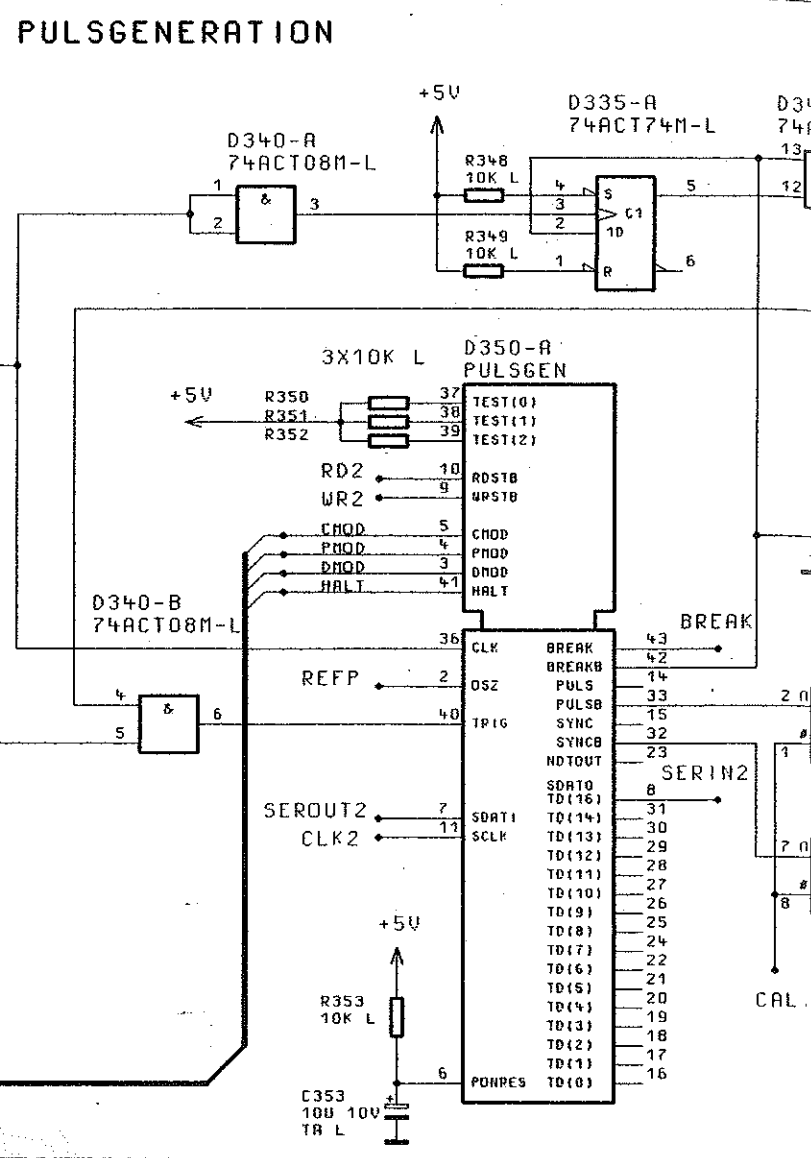 PULSGENERATION
+5V
D335-A
74ACT74M-L
D34
74A
D340-A
74ACT08M-L
R348
10K L
13
12
1
2
&
3
4
3
2
S
C1
1D
5
R349
10K L
1
R
6
3X10K L
D350-A
PULSGEN
+5V
R350
R351
R352
37
38
39
TEST(0)
TEST(1)
TEST(2)
RD2
WR2
10
9
RDSTB
WRSTB
CMOD
PMOD
DMOD
HALT
5
4
3
41
CMOD
PMOD
DMOD
HALT
D340-B
74ACT08M-L
4
5
&
6
REFP
36
2
40
CLK
OSZ
TRIG
BREAK
BREAKB
PULS
PULSB
SYNC
SYNCB
NDTOUT
43
42
14
33
15
32
23
BREAK
2
1
SERIN2
SEROUT2
CLK2
7
11
SDATI
SCLK
SDATO
TD(16)
TD(14)
TD(13)
TD(12)
TD(11)
TD(10)
TD(9)
TD(8)
TD(7)
TD(6)
TD(5)
TD(4)
TD(3)
TD(2)
TD(1)
TD(0)
8
31
30
29
28
27
26
25
24
22
21
20
19
18
17
16
7
8
CAL
+5V
R353
10K L
6
PONRES
C353
10U 10V
TA L
+